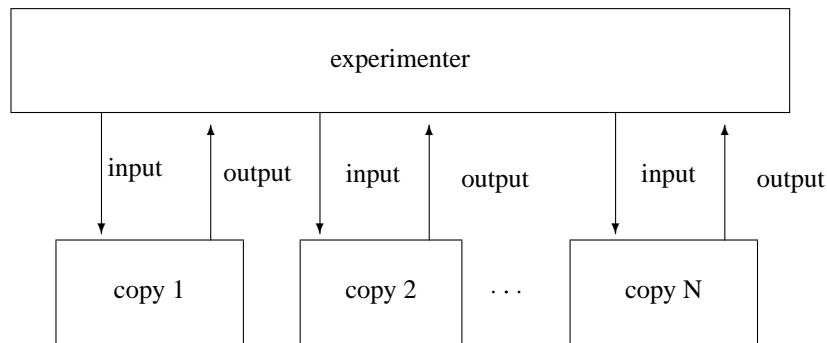 experimenter
input
output
input
output
input
output
copy 1
copy 2
. . .
copy N